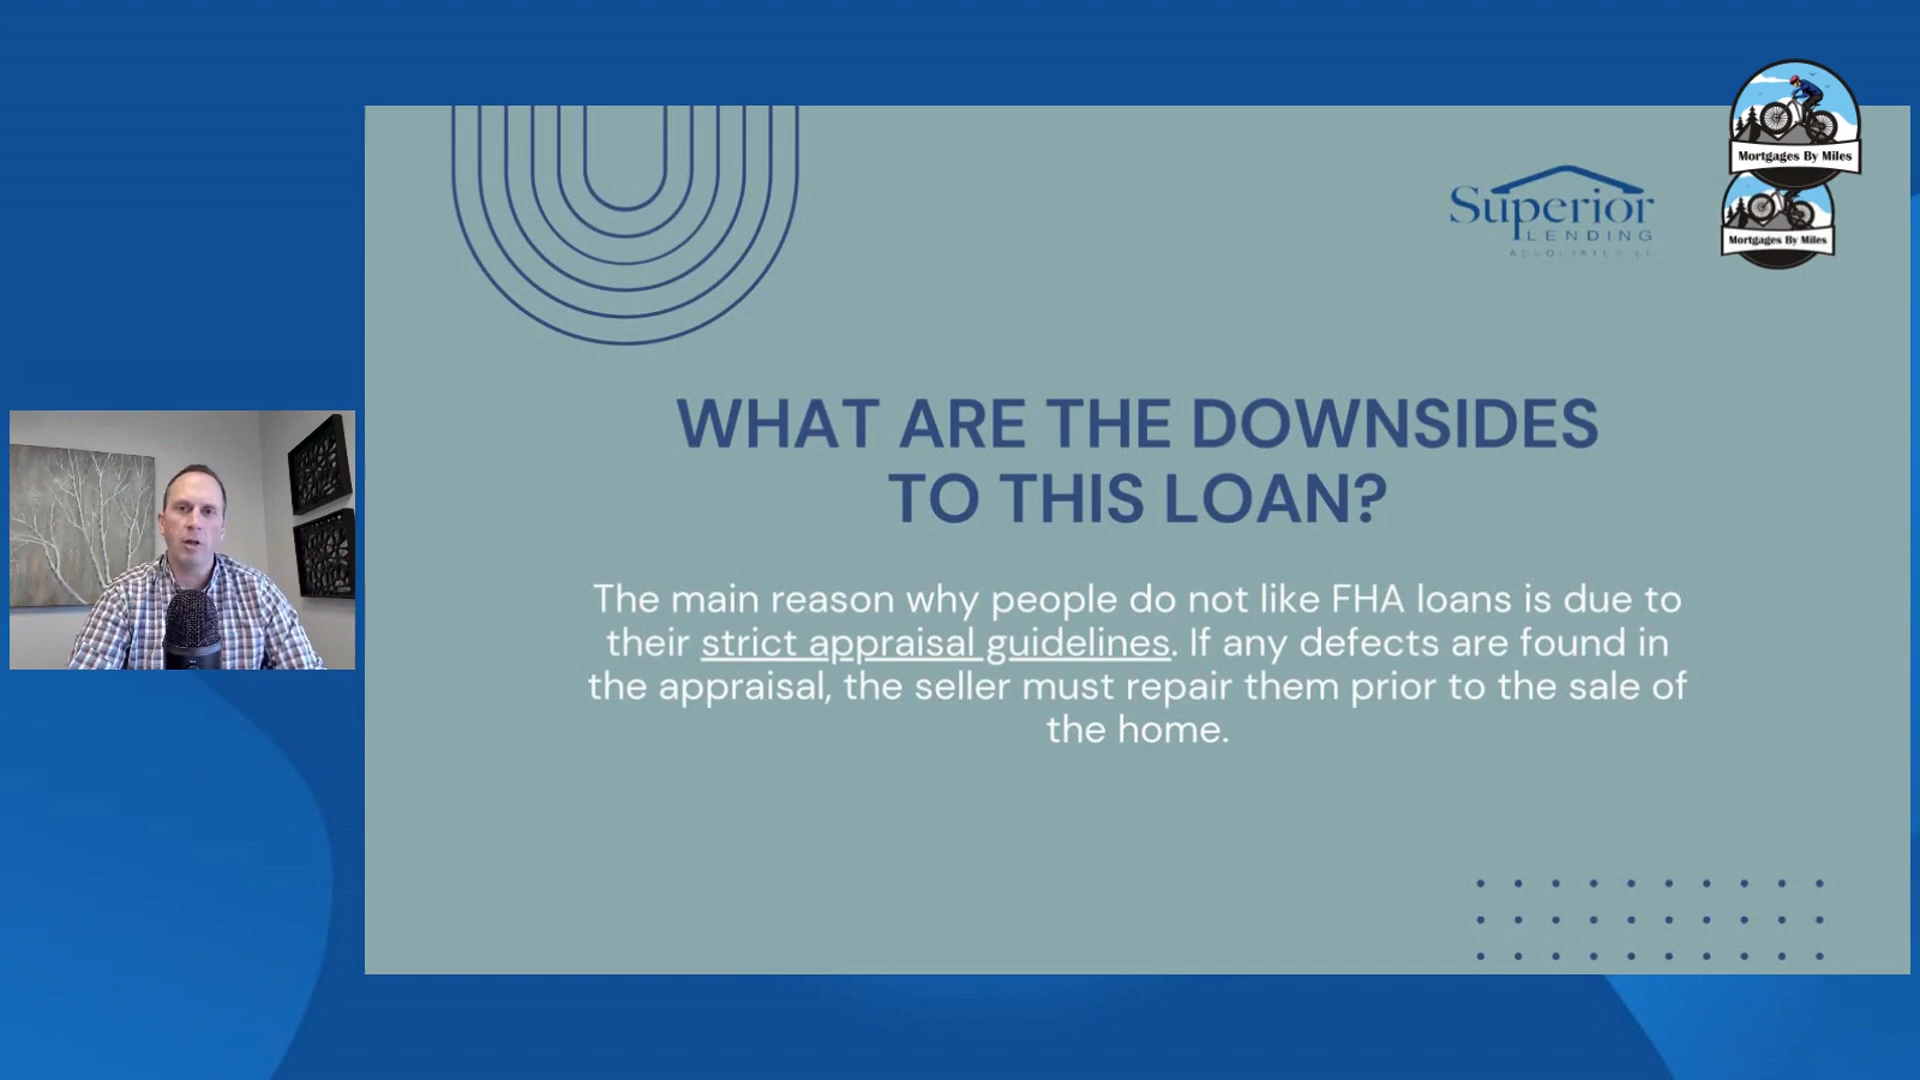 Mortgages By Miles
Superior
LENDING
Mortgages By Miles
WHAT ARE THE DOWNSIDES
TO THIS LOAN?
The main reason why people do not like FHA loans is due to
their strict appraisal guidelines. If any defects are found in
the appraisal, the seller must repair them prior to the sale of
the home.